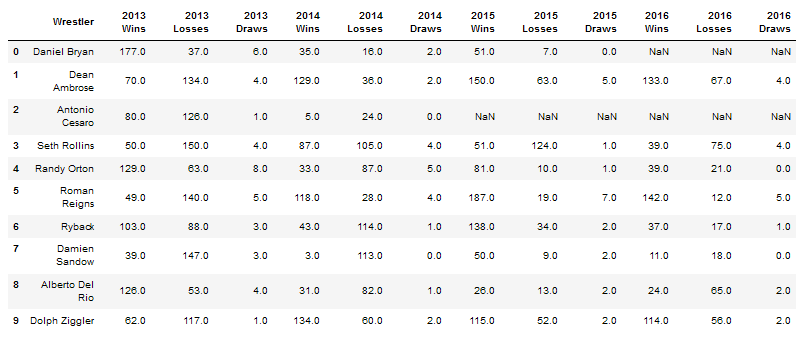 Wrestler 2013 Wins 2013 Losses 2013 Draws 2014 Wins 2014 Losses 2014 Draws 2015 Wins 2015 Losses 2015 Draws 2016 Wins 2016 Losses 2016 Draws
0 Daniel Bryan 177.0 37.0 6.0 35.0 16.0 2.0 51.0 7.0 0.0 NaN NaN NaN
1 Dean Ambrose 70.0 134.0 4.0 129.0 36.0 2.0 150.0 63.0 5.0 133.0 67.0 4.0
2 Antonio Cesaro 80.0 126.0 1.0 5.0 24.0 0.0 NaN NaN NaN NaN NaN NaN
3 Seth Rollins 50.0 150.0 4.0 87.0 105.0 4.0 51.0 124.0 1.0 39.0 75.0 4.0
4 Randy Orton 129.0 63.0 8.0 33.0 87.0 5.0 81.0 10.0 1.0 39.0 21.0 0.0
5 Roman Reigns 49.0 140.0 5.0 118.0 28.0 4.0 187.0 19.0 7.0 142.0 12.0 5.0
6 Ryback 103.0 88.0 3.0 43.0 114.0 1.0 138.0 34.0 2.0 37.0 17.0 1.0
7 Damien Sandow 39.0 147.0 3.0 3.0 113.0 0.0 50.0 9.0 2.0 11.0 18.0 0.0
8 Alberto Del Rio 126.0 53.0 4.0 31.0 82.0 1.0 26.0 13.0 2.0 24.0 65.0 2.0
9 Dolph Ziggler 62.0 117.0 1.0 134.0 60.0 2.0 115.0 52.0 2.0 114.0 56.0 2.0